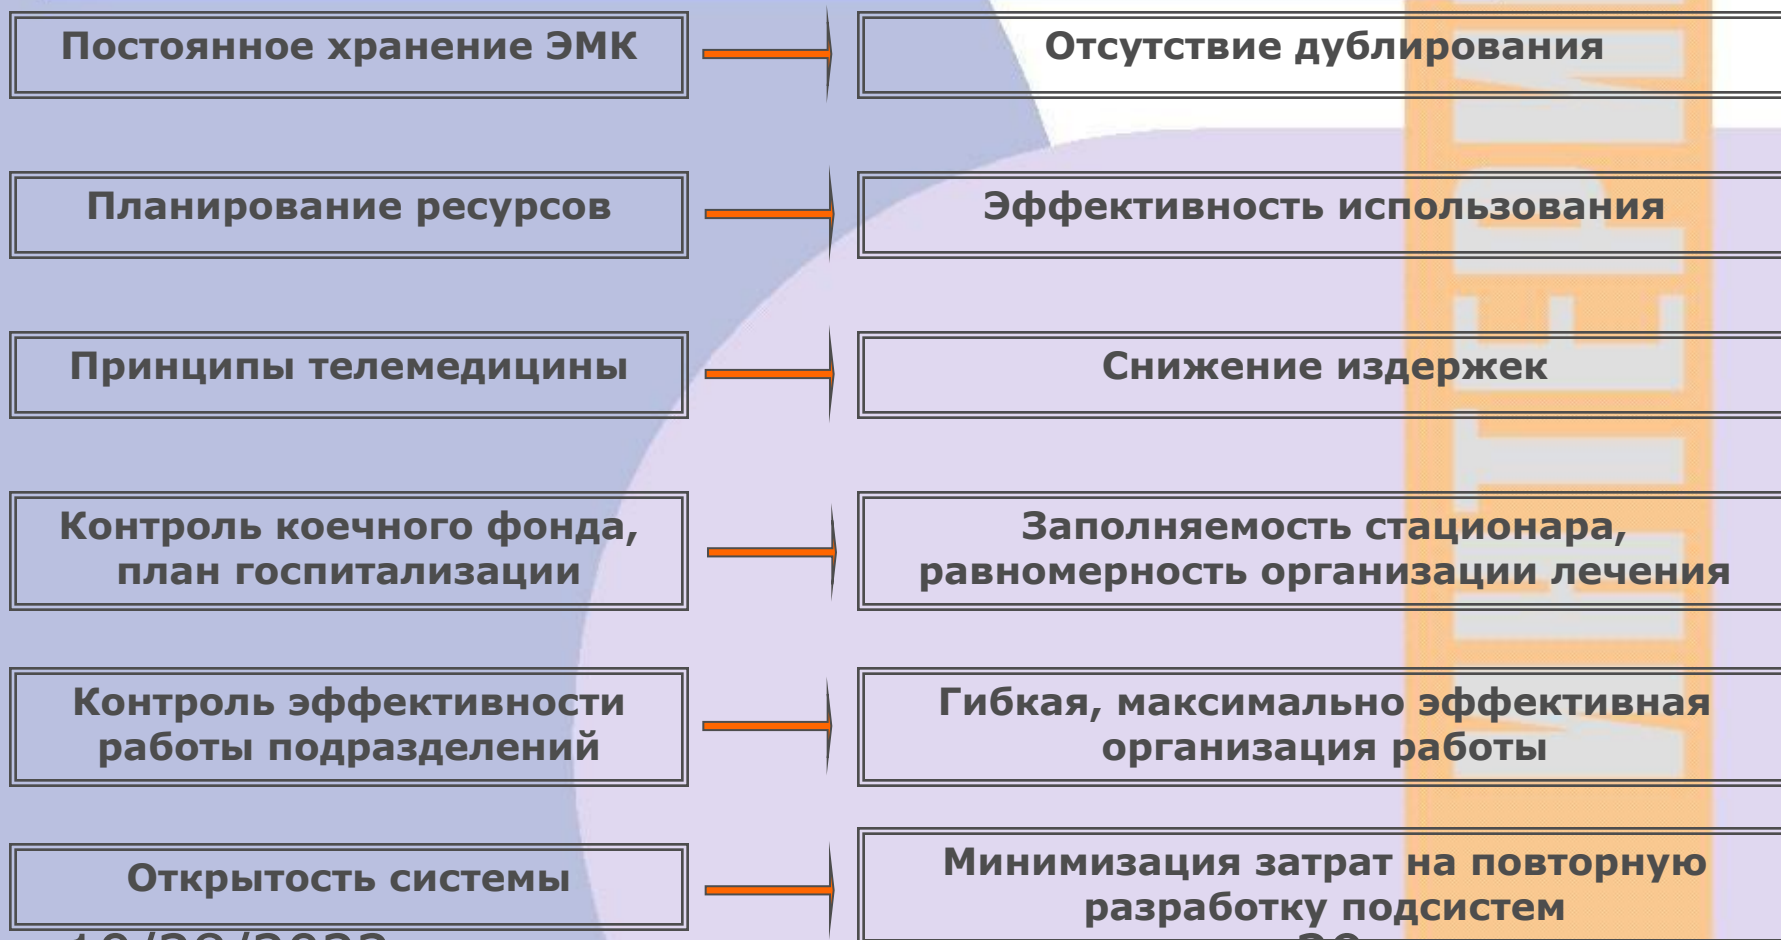 Постоянное хранение ЭМК
Отсутствие дублирования
Планирование ресурсов
Эффективность использования
Принципы телемедицины
Снижение издержек
Контроль коечного фонда,
план госпитализации
Заполняемость стационара,
равномерность организации лечения
Контроль эффективности
работы подразделений
Гибкая, максимально эффективная
организация работы
Открытость системы
Минимизация затрат на повторную
разработку подсистем